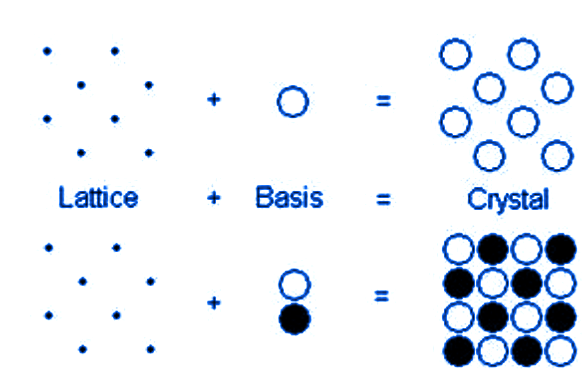 + =
Lattice + Basis = Crystal
+ =